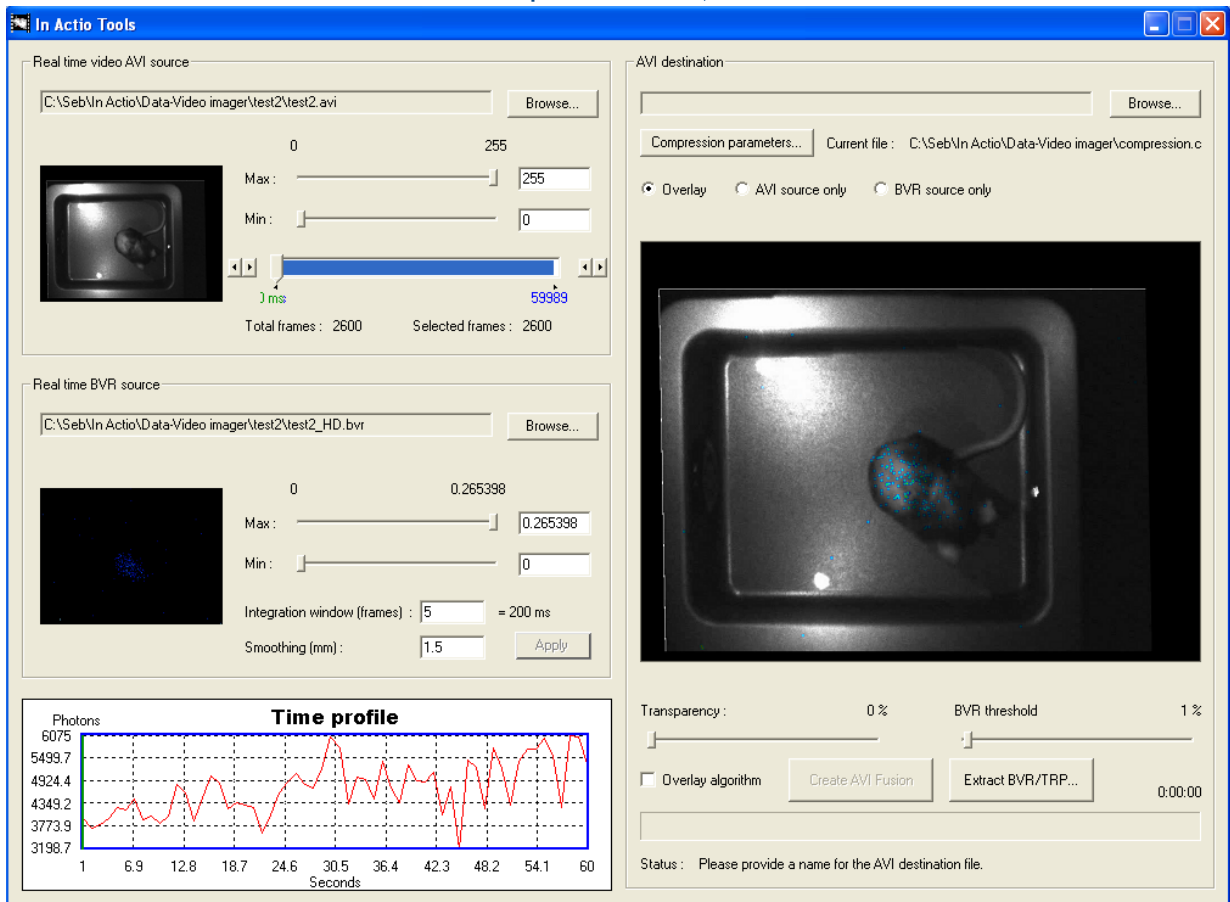 In Actio Tools
Real time video AVI source
C:\Seb\In Actio\Data-Video imager\test2\test2.avi
Browse...
0 255
Max : 255
Min : 0
59989
Total frames : 2600 Selected frames : 2600
Real time BVR source
C:\Seb\In Actio\Data-Video imager\test2\test2_HD.bvr
Browse...
0 0.265398
Max : 0.265398
Min : 0
Integration window (frames) : 5 = 200 ms
Smoothing (mm) : 1.5 Apply
Time profile
Photons
6075
5499.7
4924.4
4349.2
3773.9
3198.7
1 6.9 12.8 18.7 24.6 30.5 36.4 42.3 48.2 54.1 60
Seconds
AVI destination
Browse...
Compression parameters... Current file : C:\Seb\In Actio\Data-Video imager\compression.c
Overlay AVI source only BVR source only
Transparency : 0 % BVR threshold 1 %
Overlay algorithm Create AVI Fusion Extract BVR/TRP... 0:00:00
Status : Please provide a name for the AVI destination file.